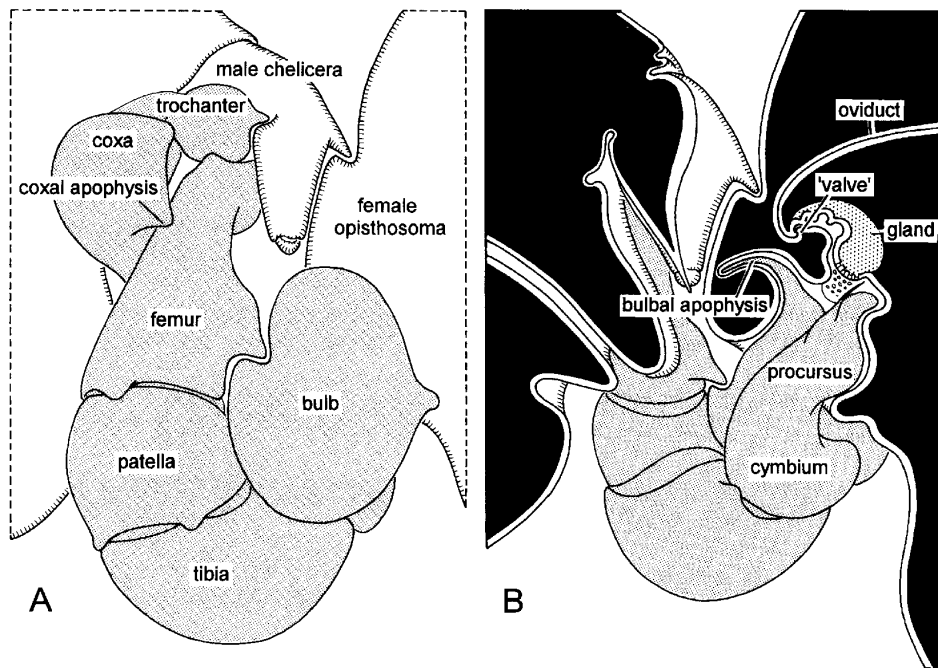 male chelicera
trochanter
coxa
coxal apophysis
female
opisthosoma
femur
bulb
patella
tibia
A
oviduct
'valve'
gland
bulbal apophysis
procursus
cymbium
B